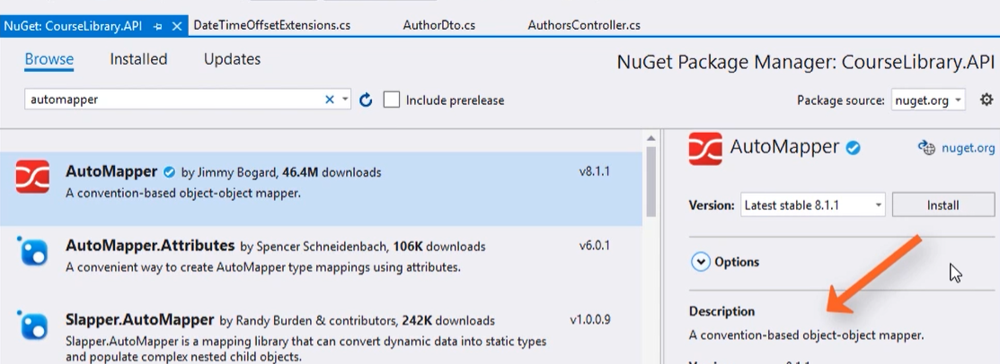 NuGet: CourseLibrary.API
DateTimeOffsetExtensions.cs
AuthorDto.cs
AuthorsController.cs
Browse
Installed
Updates
NuGet Package Manager: CourseLibrary.API
automapper
Include prerelease
Package source: nuget.org
AutoMapper by Jimmy Bogard, 46.4M downloads
v8.1.1
A convention-based object-object mapper.
AutoMapper.Attributes by Spencer Schneidenbach, 106K downloads
v6.0.1
A convenient way to create AutoMapper type mappings using attributes.
Slapper.AutoMapper by Randy Burden & contributors, 242K downloads
v1.0.0.9
Slapper.AutoMapper is a mapping library that can convert dynamic data into static types
and populate complex nested child objects.
AutoMapper
nuget.org
Version: Latest stable 8.1.1
Install
Options
Description
A convention-based object-object mapper.